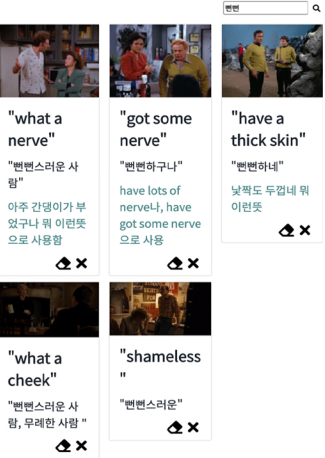 뻔뻔
"what a
nerve"
"뻔뻔스러운 사
람"
아주 간댕이가 부
었구나 뭐 이런뜻
으로 사용함
"got some
nerve"
"뻔뻔하구나"
have lots of
nerve나, have
got some nerve
으로 사용
"have a
thick skin"
"뻔뻔하네"
낯짝도 두껍네 뭐
이런뜻
"what a
cheek"
"뻔뻔스러운 사
람, 무례한 사람 "
"shameless
"
"뻔뻔스러운"